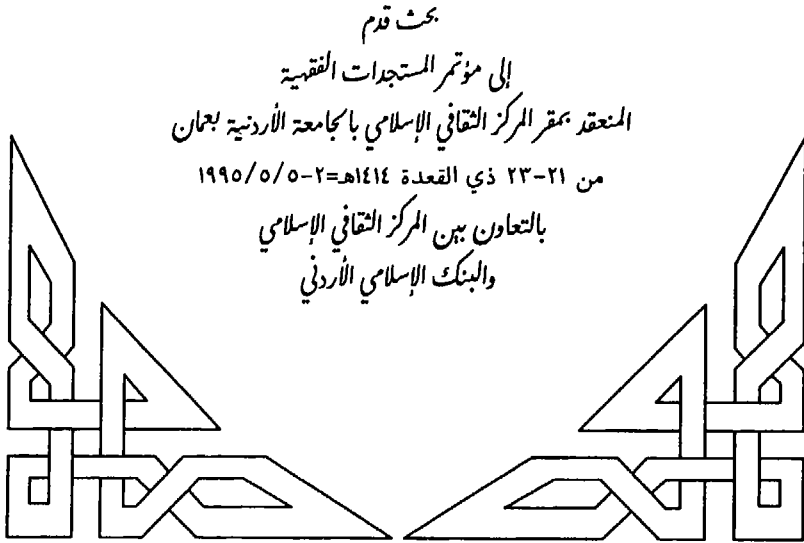 بحث قدم
إلى مؤتمر المستجدات الفقهية
المنعقد بمقر المركز الثقافي الإسلامي بالجامعة الأردنية بعمان
من ٢١-٢٣ ذي القعدة ١٤١٤هـ=٢-٥/٥/١٩٩٥
بالتعاون بين المركز الثقافي الإسلامي
والبنك الإسلامي الأردني